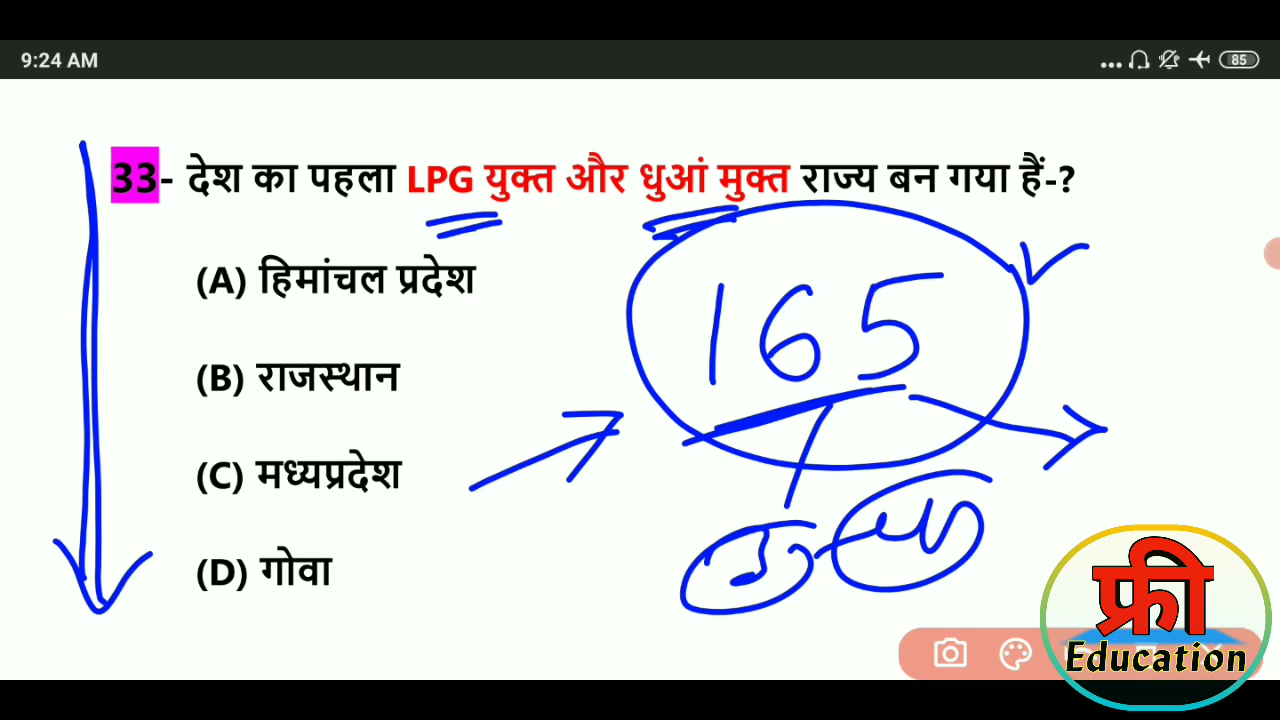 9:24 AM
85
33- देश का पहला LPG युक्त और धुआं मुक्त राज्य बन गया हैं-?
(A) हिमांचल प्रदेश
165
(B) राजस्थान
(C) मध्यप्रदेश
(D) गोवा
फ्री
Education